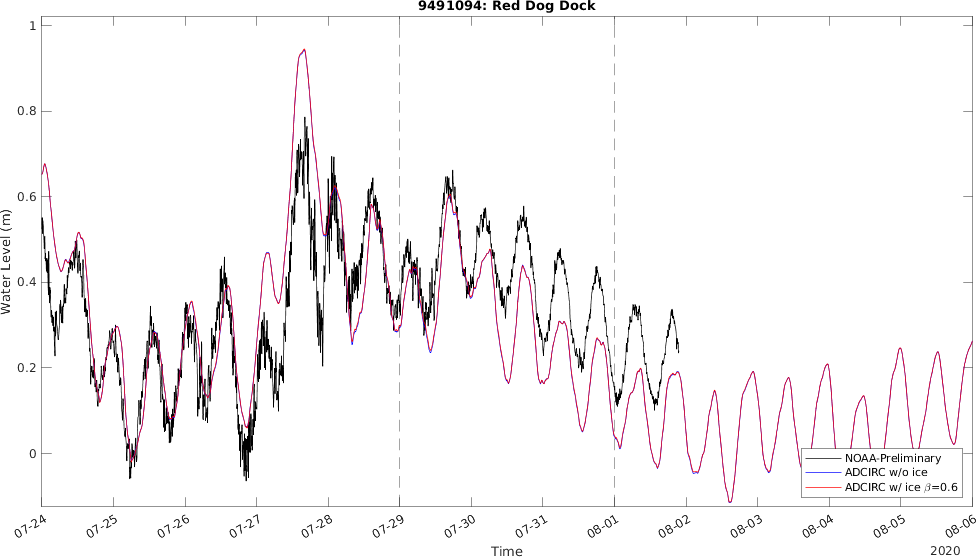 9491094: Red Dog Dock
1
0.8
0.6
0.4
0.2
0
Water Level (m)
NOAA-Preliminary
ADCIRC w/o ice
ADCIRC w/ ice β=0.6
07-24 07-25 07-26 07-27 07-28 07-29 07-30 07-31 08-01 08-02 08-03 08-04 08-05 08-06
Time
2020